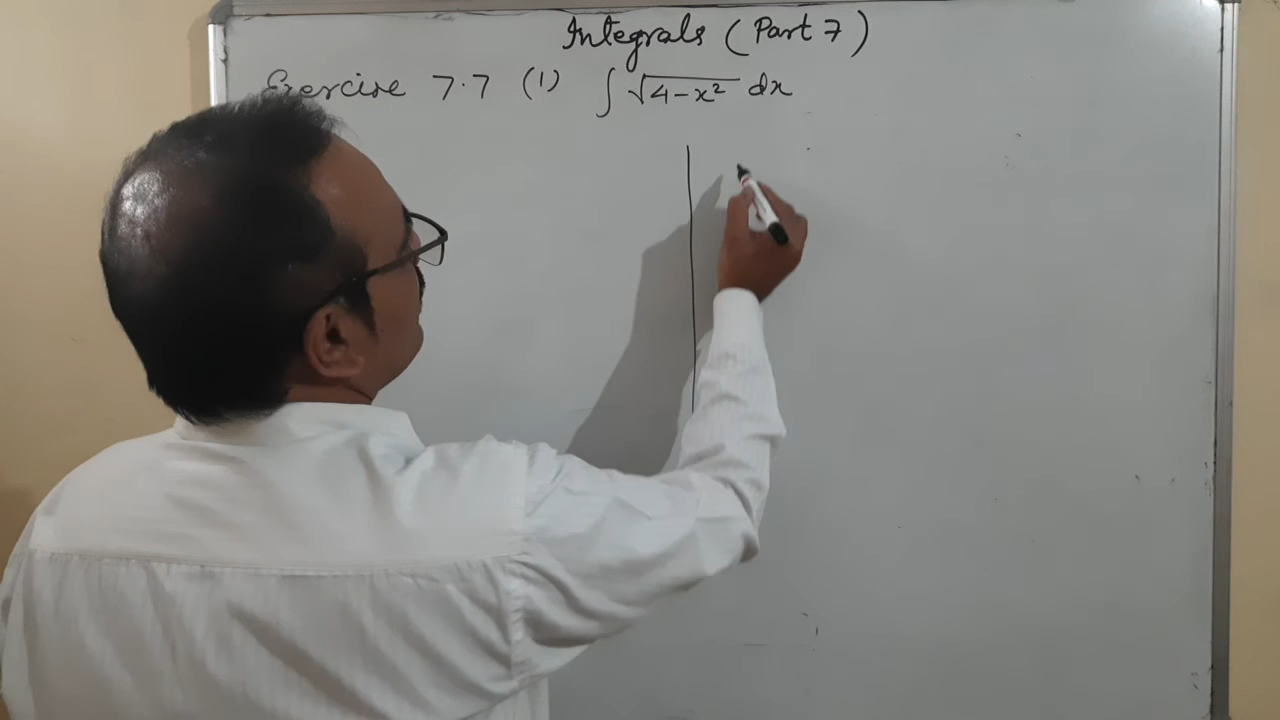 Integrals (Part 7)
Exercise 7.7 (1) ∫ √4-x² dx